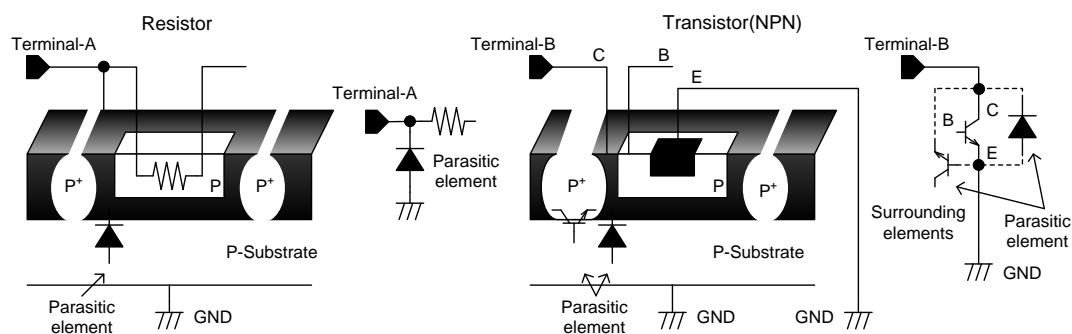 Resistor
Terminal-A
P+
P
P+
P-Substrate
Parasitic
element
GND
Terminal-A
Parasitic
element
Transistor(NPN)
Terminal-B
C
B
E
P+
P
P+
P-Substrate
Parasitic
element
GND
GND
Terminal-B
C
B
E
Surrounding
elements
Parasitic
element
GND